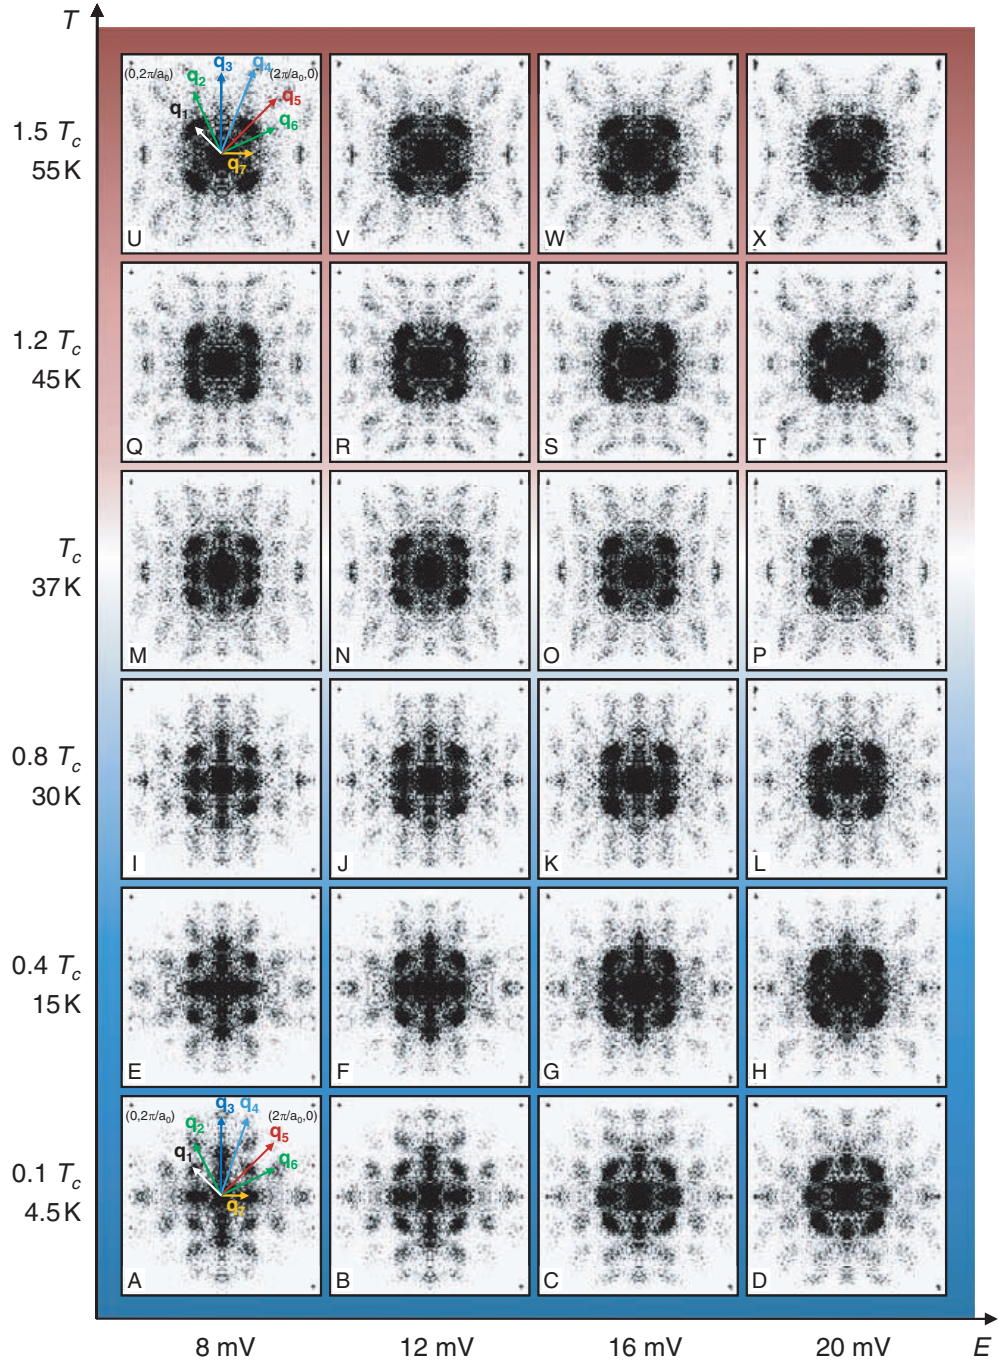 T
(0,2π/a₀) q₂ q₃ q₄ (2π/a₀,0)
q₁ q₅ q₆ q₇
1.5 Tc
55 K
U V W X
1.2 Tc
45 K
Q R S T
Tc
37 K
M N O P
0.8 Tc
30 K
I J K L
0.4 Tc
15 K
E F G H
(0,2π/a₀) q₂ q₃ q₄ (2π/a₀,0)
q₁ q₅ q₆ q₇
0.1 Tc
4.5 K
A B C D
8 mV 12 mV 16 mV 20 mV E